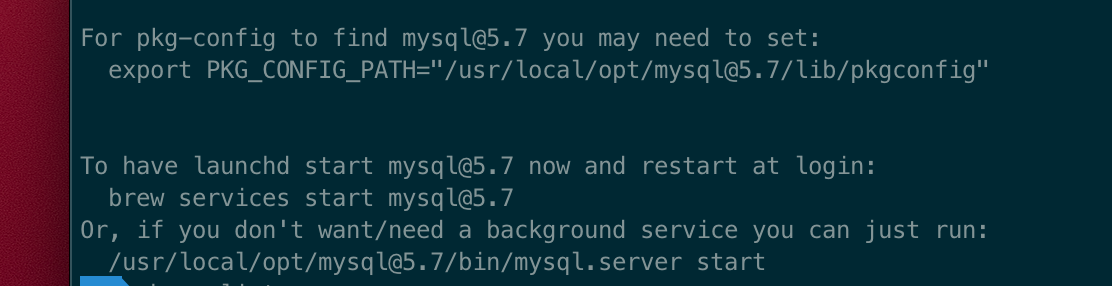 For pkg-config to find mysql@5.7 you may need to set:
export PKG_CONFIG_PATH="/usr/local/opt/mysql@5.7/lib/pkgconfig"
To have launchd start mysql@5.7 now and restart at login:
brew services start mysql@5.7
Or, if you don't want/need a background service you can just run:
/usr/local/opt/mysql@5.7/bin/mysql.server start